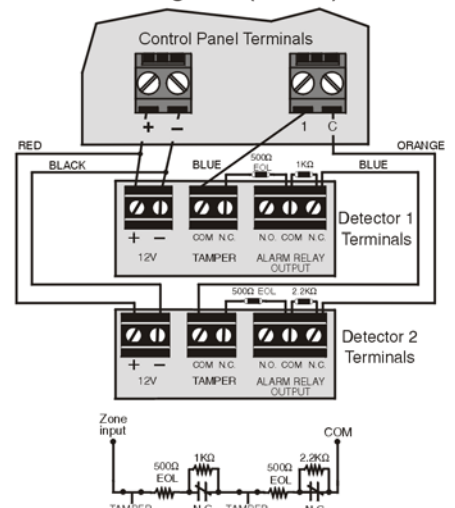 Control Panel Terminals
+ − 1 C
RED ORANGE
BLACK BLUE 500Ω EOL 1KΩ BLUE
+ − COM N.C. N.O. COM N.C.
12V TAMPER ALARM RELAY OUTPUT
Detector 1 Terminals
500Ω EOL 2.2KΩ
+ − COM N.C. N.O. COM N.C.
12V TAMPER ALARM RELAY OUTPUT
Detector 2 Terminals
Zone input COM
500Ω EOL 1KΩ 500Ω EOL 2.2KΩ
TAMPER N.C. TAMPER N.C.